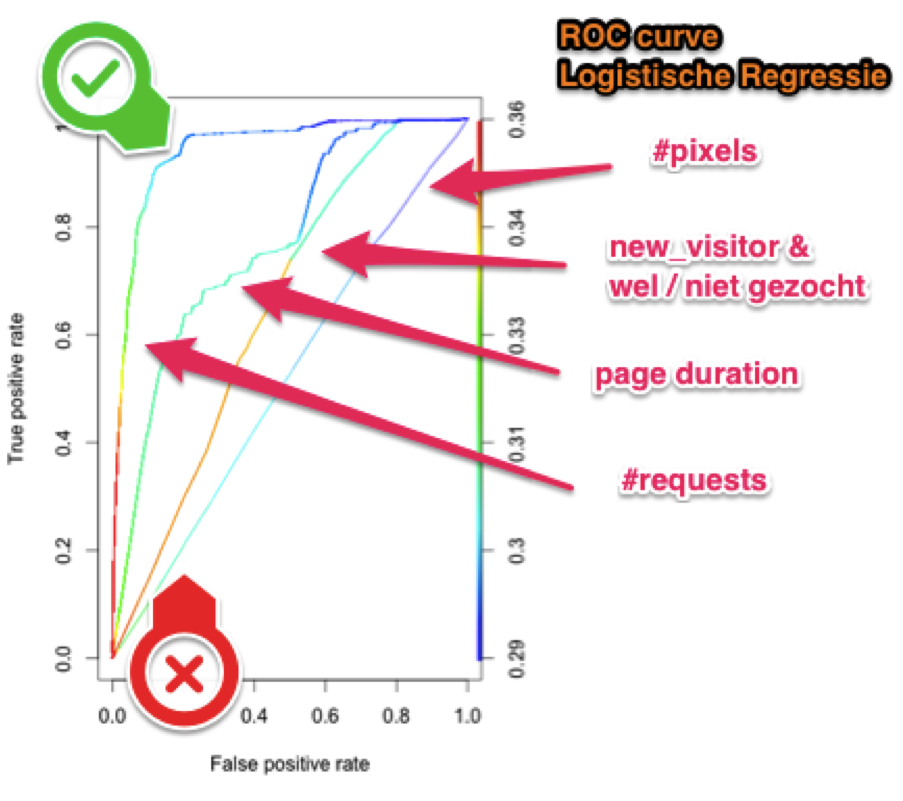 ROC curve
Logistische Regressie
#pixels
new_visitor &
wel / niet gezocht
page duration
#requests
True positive rate
0.0
0.2
0.4
0.6
0.8
1
0.0
0.4
0.6
0.8
1.0
False positive rate
0.29
0.3
0.31
0.33
0.34
0.36